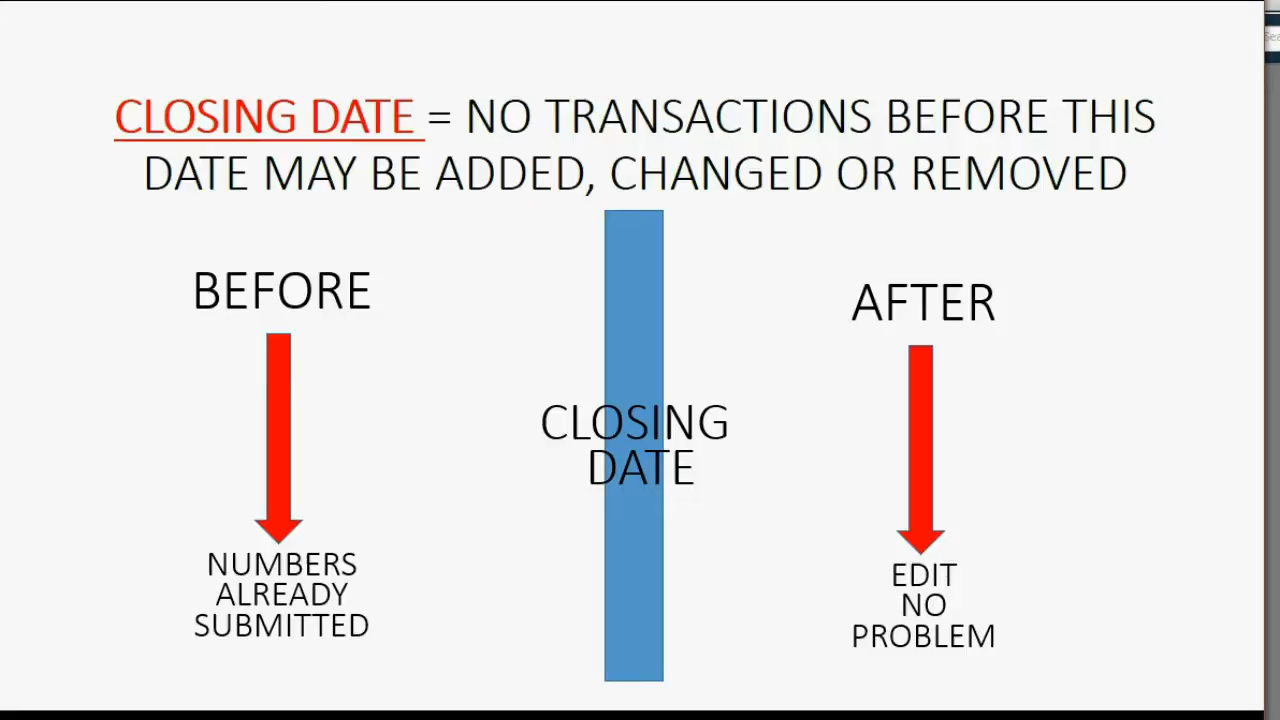 CLOSING DATE = NO TRANSACTIONS BEFORE THIS
DATE MAY BE ADDED, CHANGED OR REMOVED
BEFORE
AFTER
CLOSING
DATE
NUMBERS
ALREADY
SUBMITTED
EDIT
NO
PROBLEM